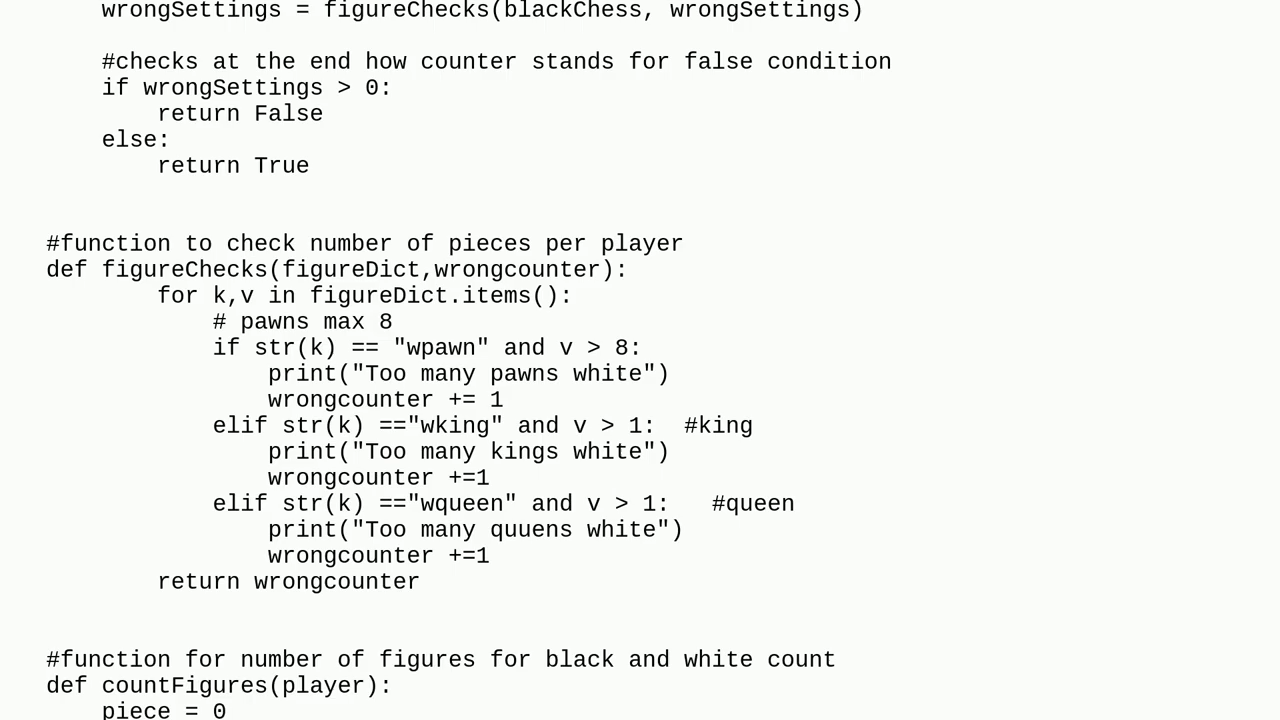 wrongSettings = figureChecks(blackChess, wrongSettings)
#checks at the end how counter stands for false condition
if wrongSettings > 0:
return False
else:
return True
#function to check number of pieces per player
def figureChecks(figureDict,wrongcounter):
for k,v in figureDict.items():
# pawns max 8
if str(k) == "wpawn" and v > 8:
print("Too many pawns white")
wrongcounter += 1
elif str(k) =="wking" and v > 1:  #king
print("Too many kings white")
wrongcounter +=1
elif str(k) =="wqueen" and v > 1:   #queen
print("Too many quuens white")
wrongcounter +=1
return wrongcounter
#function for number of figures for black and white count
def countFigures(player):
piece = 0